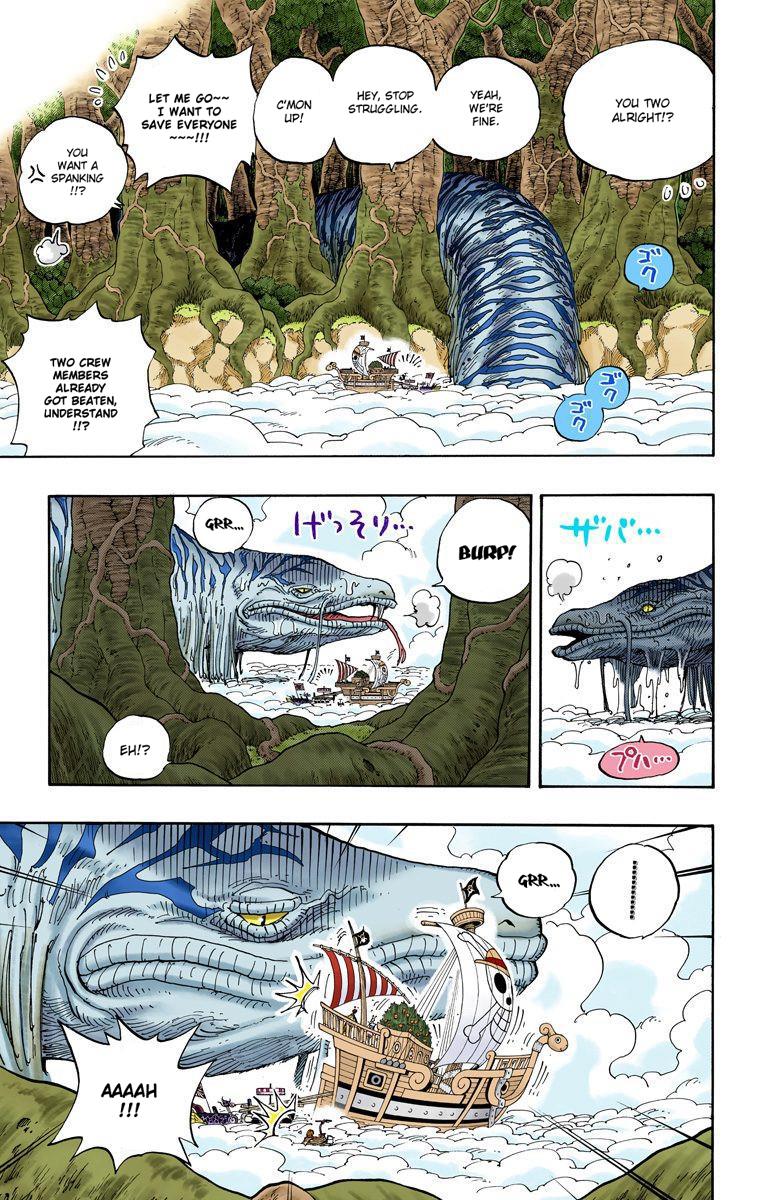 YOU TWO
ALRIGHT!?
YEAH,
WE'RE
FINE.
HEY, STOP
STRUGGLING.
C'MON
UP!
LET ME GO~~
I WANT TO
SAVE EVERYONE
~~~!!!
YOU
WANT A
SPANKING
!!?
ゴク
ゴク
ゴク
TWO CREW
MEMBERS
ALREADY
GOT BEATEN,
UNDERSTAND
!!?
ザバ…
プハ…
BURP!
げっそり…
GRR...
EH!?
GRR...
AAAAH
!!!